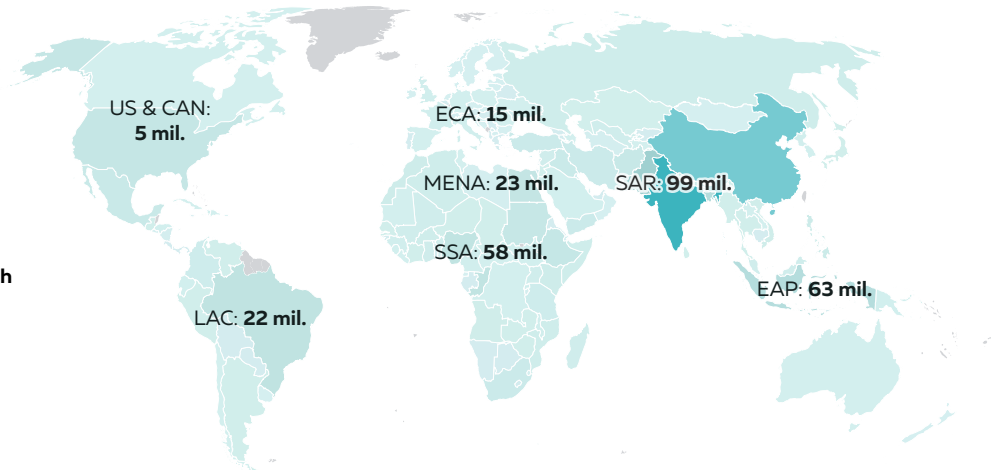 US & CAN:
5 mil.
ECA: 15 mil.
MENA: 23 mil.
SAR: 99 mil.
SSA: 58 mil.
h
EAP: 63 mil.
LAC: 22 mil.